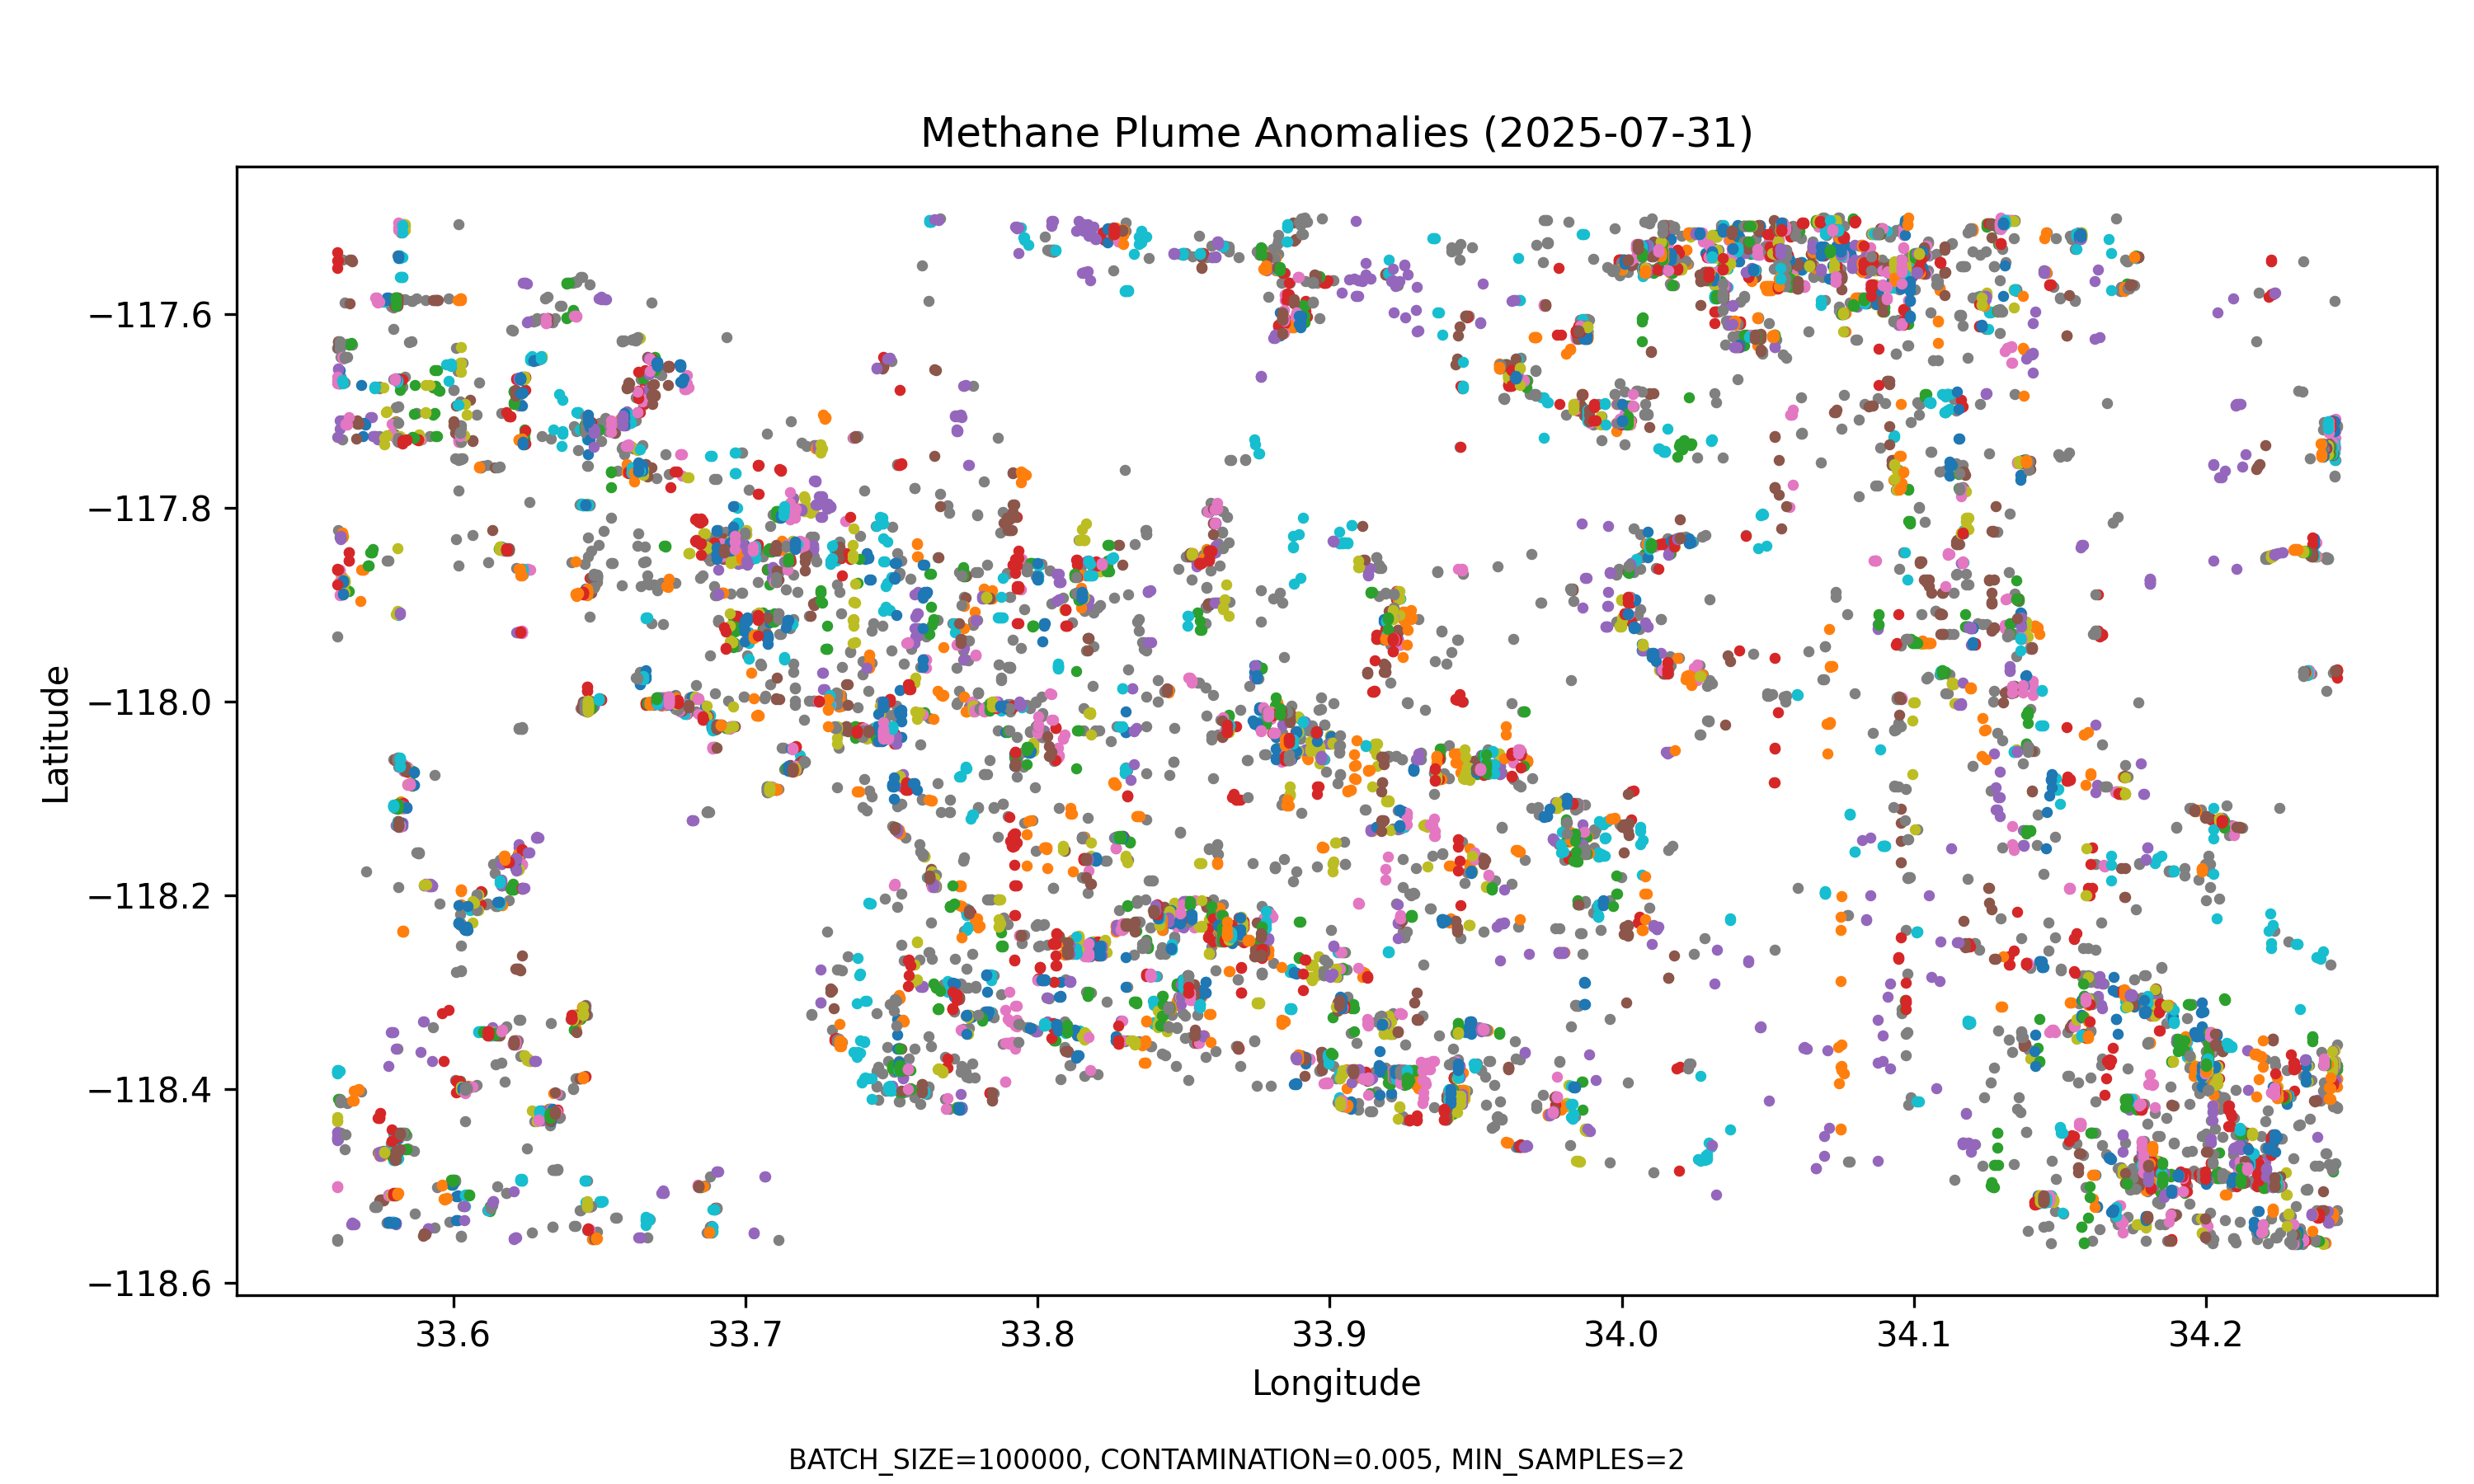 Methane Plume Anomalies (2025-07-31)
Latitude
−117.6
−117.8
−118.0
−118.2
−118.4
−118.6
33.6 33.7 33.8 33.9 34.0 34.1 34.2
Longitude
BATCH_SIZE=100000, CONTAMINATION=0.005, MIN_SAMPLES=2